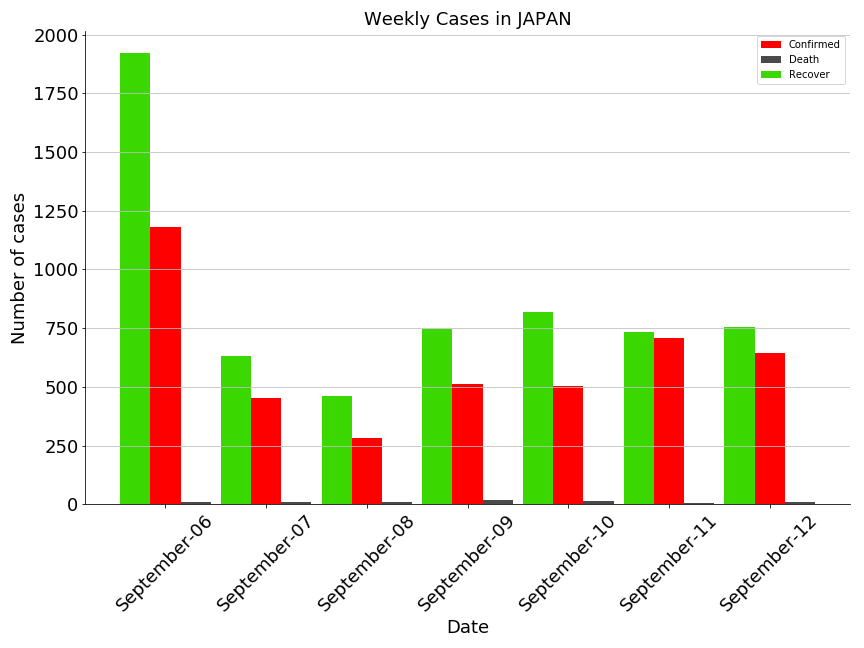 Weekly Cases in JAPAN
Confirmed
Death
Recover
Number of cases
2000
1750
1500
1250
1000
750
500
250
0
September-06
September-07
September-08
September-09
September-10
September-11
September-12
Date